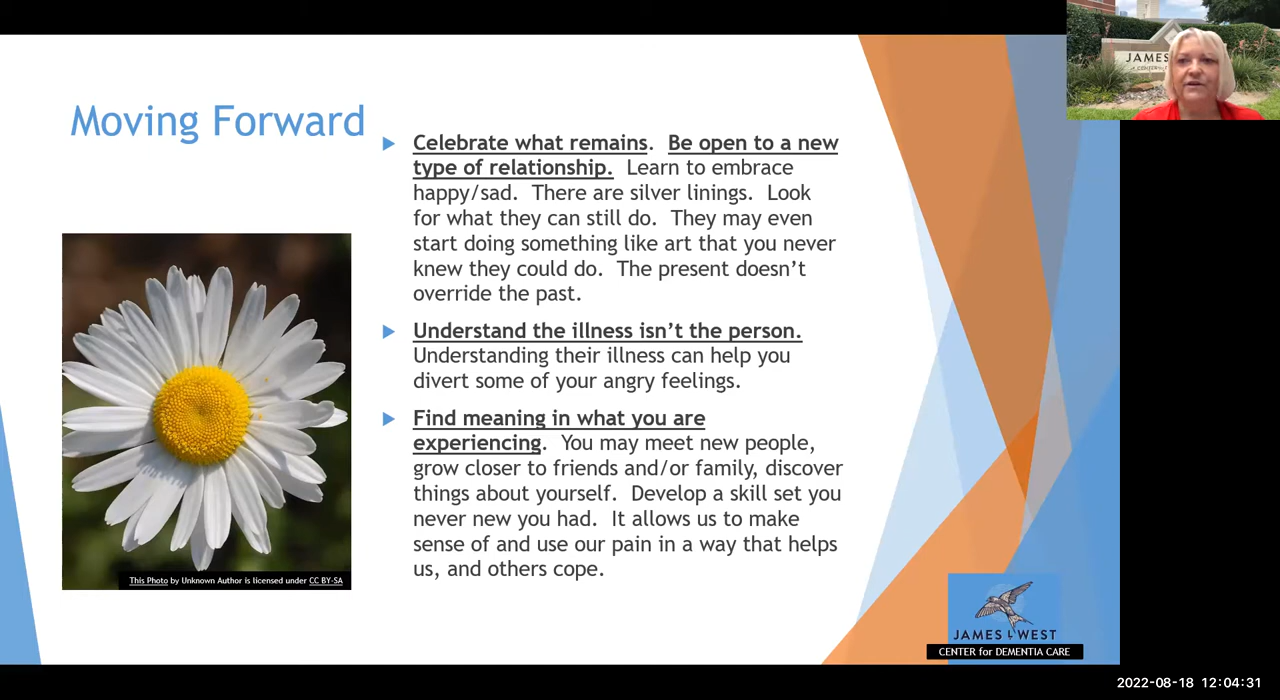 Moving Forward
Celebrate what remains. Be open to a new
type of relationship. Learn to embrace
happy/sad. There are silver linings. Look
for what they can still do. They may even
start doing something like art that you never
knew they could do. The present doesn’t
override the past.
Understand the illness isn’t the person.
Understanding their illness can help you
divert some of your angry feelings.
Find meaning in what you are
experiencing. You may meet new people,
grow closer to friends and/or family, discover
things about yourself. Develop a skill set you
never new you had. It allows us to make
sense of and use our pain in a way that helps
us, and others cope.
This Photo by Unknown Author is licensed under CC BY-SA
JAMES
JAMES L WEST
CENTER for DEMENTIA CARE
2022-08-18 12:04:31